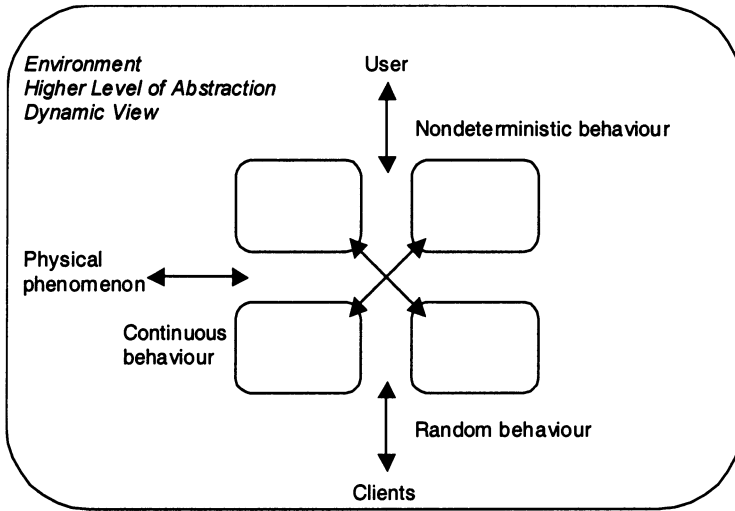 Environment
Higher Level of Abstraction
Dynamic View
User
Nondeterministic behaviour
Physical
phenomenon
Continuous
behaviour
Random behaviour
Clients